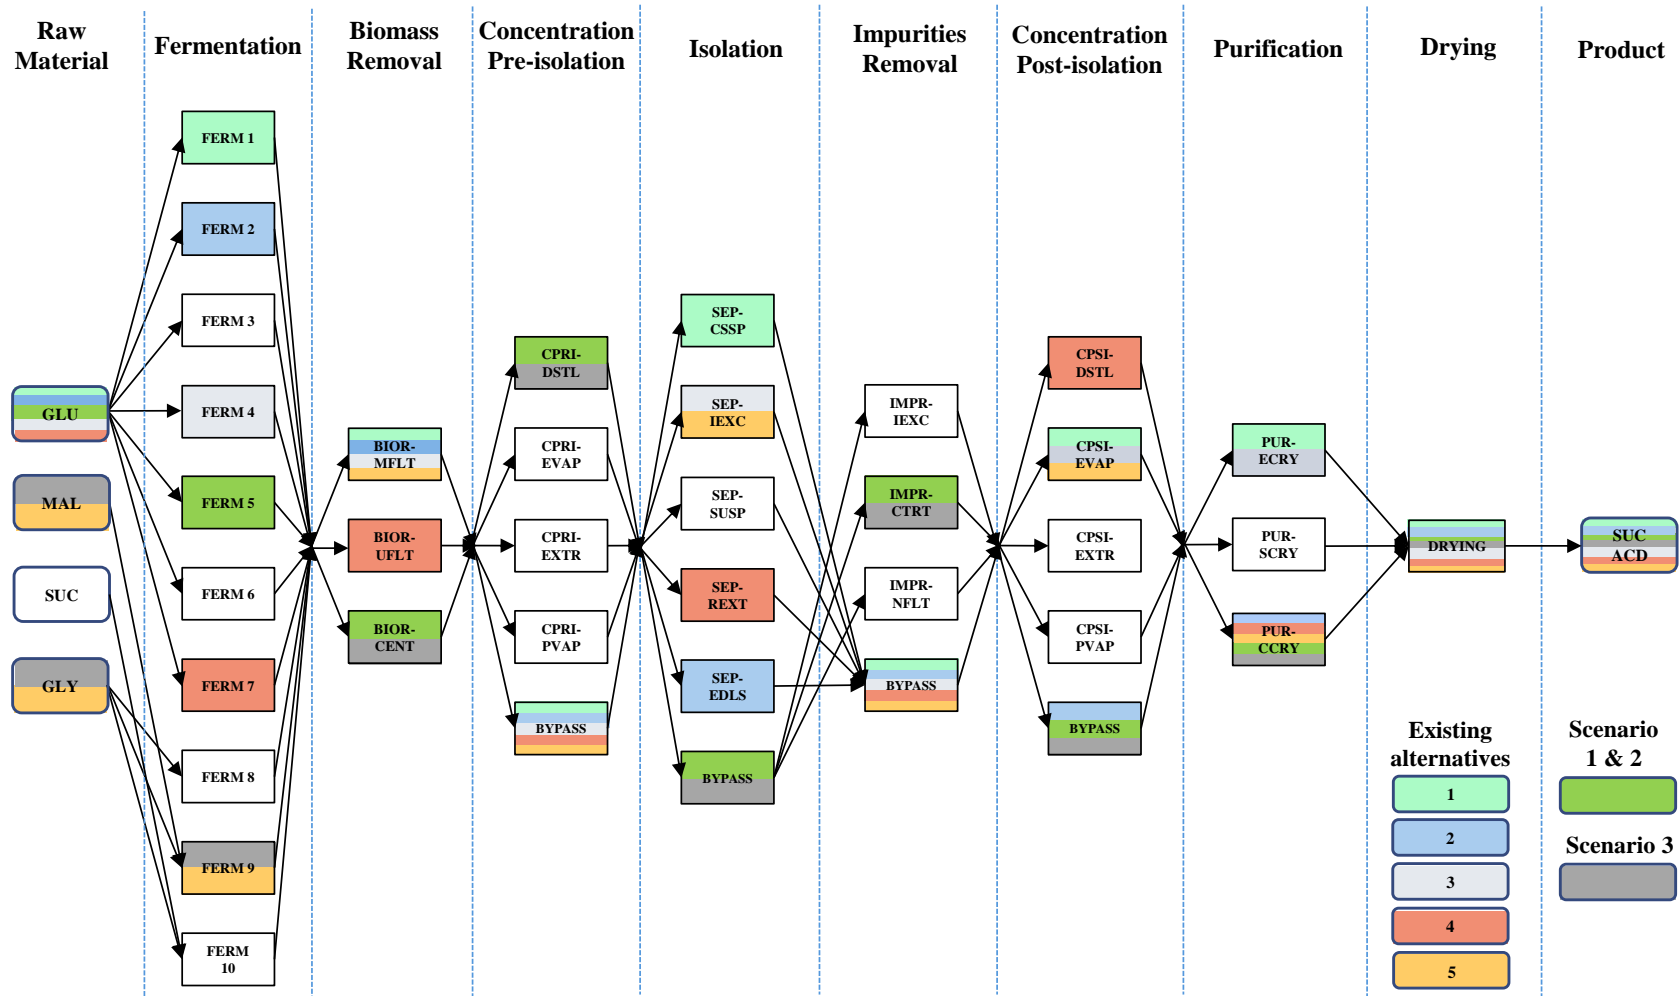 Raw
Material
Fermentation
Biomass
Removal
Concentration
Pre-isolation
Isolation
Impurities
Removal
Concentration
Post-isolation
Purification
Drying
Product
GLU
MAL
SUC
GLY
FERM 1
FERM 2
FERM 3
FERM 4
FERM 5
FERM 6
FERM 7
FERM 8
FERM 9
FERM
10
BIOR-
MFLT
BIOR-
UFLT
BIOR-
CENT
CPRI-
DSTL
CPRI-
EVAP
CPRI-
EXTR
CPRI-
PVAP
BYPASS
SEP-
CSSP
SEP-
IEXC
SEP-
SUSP
SEP-
REXT
SEP-
EDLS
BYPASS
IMPR-
IEXC
IMPR-
CTRT
IMPR-
NFLT
BYPASS
CPSI-
DSTL
CPSI-
EVAP
CPSI-
EXTR
CPSI-
PVAP
BYPASS
PUR-
ECRY
PUR-
SCRY
PUR-
CCRY
DRYING
SUC
ACD
Existing
alternatives
1
2
3
4
5
Scenario
1 & 2
Scenario 3